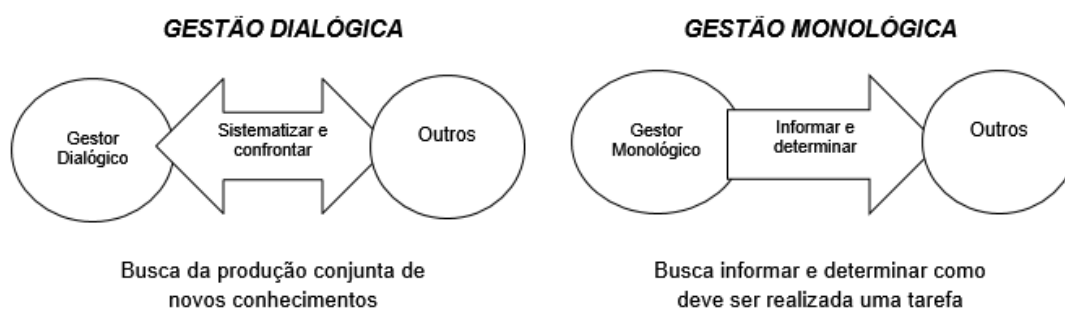 GESTÃO DIALÓGICA
Gestor
Dialógico
Sistematizar e
confrontar
Outros
Busca da produção conjunta de
novos conhecimentos
GESTÃO MONOLÓGICA
Gestor
Monológico
Informar e
determinar
Outros
Busca informar e determinar como
deve ser realizada uma tarefa